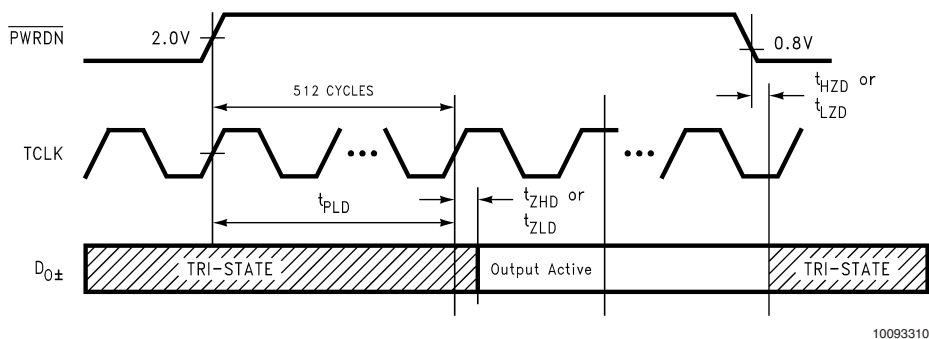 PWRDN
2.0V
0.8V
512 CYCLES
tHZD or
tLZD
TCLK
•••
•••
tPLD
tZHD or
tZLD
DO±
TRI-STATE
Output Active
TRI-STATE
10093310